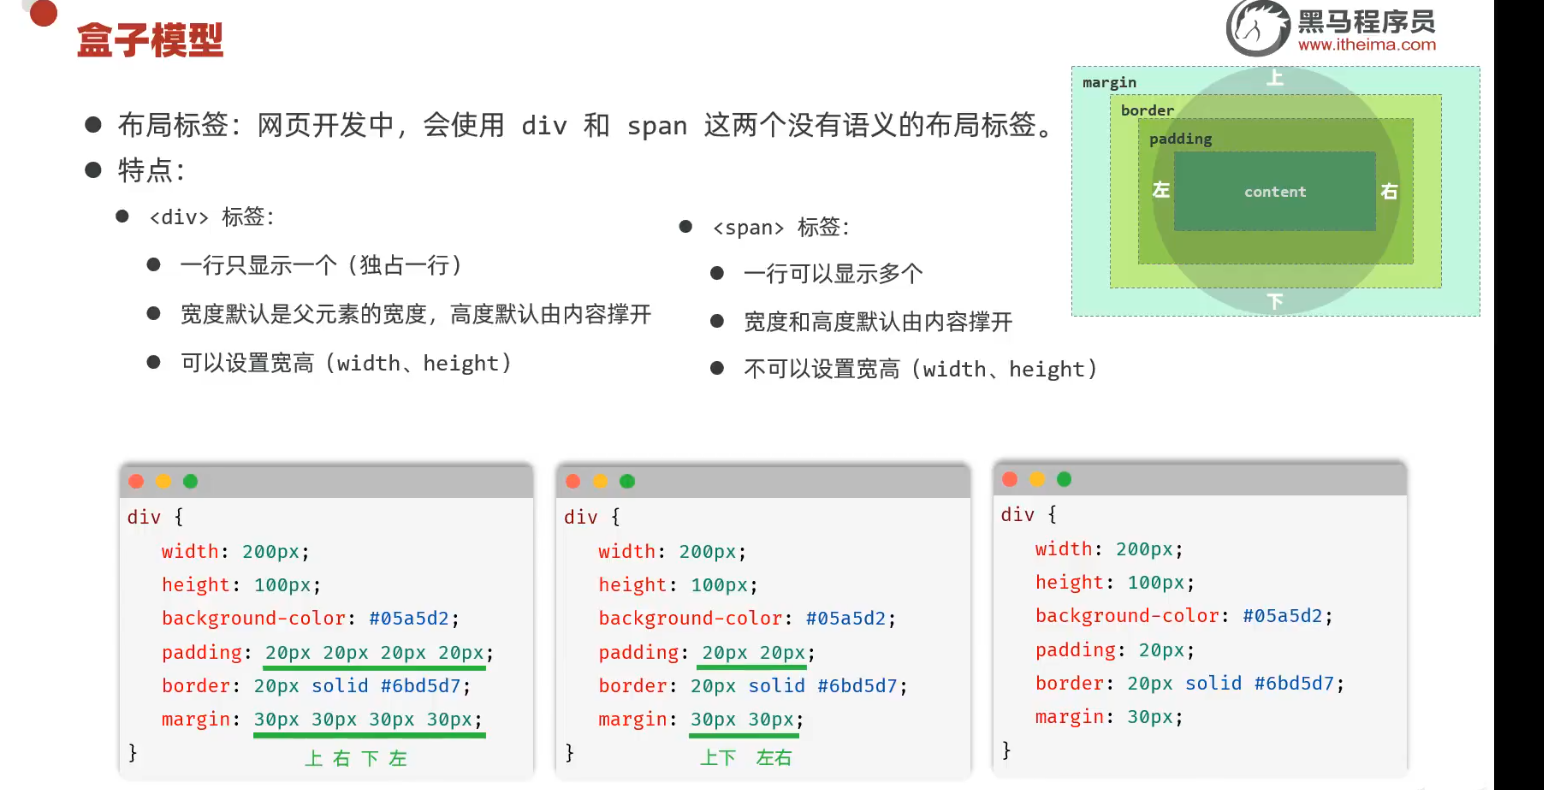 盒子模型
黑马程序员
www.itheima.com
布局标签：网页开发中，会使用 div 和 span 这两个没有语义的布局标签。
特点：
<div> 标签：
一行只显示一个（独占一行）
宽度默认是父元素的宽度，高度默认由内容撑开
可以设置宽高（width、height）
<span> 标签：
一行可以显示多个
宽度和高度默认由内容撑开
不可以设置宽高（width、height）
margin
上
border
padding
左
content
右
下
div {
width: 200px;
height: 100px;
background-color: #05a5d2;
padding: 20px 20px 20px 20px;
border: 20px solid #6bd5d7;
margin: 30px 30px 30px 30px;
}
上 右 下 左
div {
width: 200px;
height: 100px;
background-color: #05a5d2;
padding: 20px 20px;
border: 20px solid #6bd5d7;
margin: 30px 30px;
}
上下 左右
div {
width: 200px;
height: 100px;
background-color: #05a5d2;
padding: 20px;
border: 20px solid #6bd5d7;
margin: 30px;
}